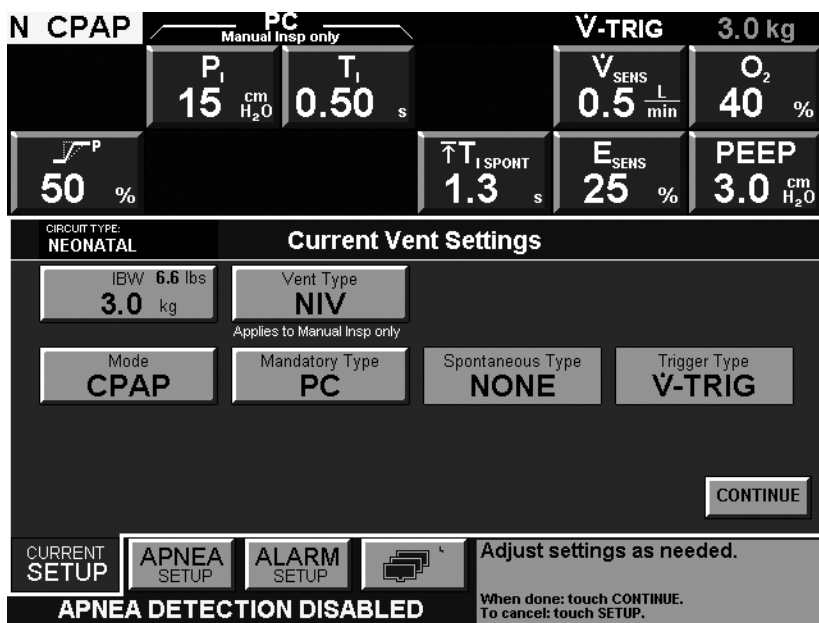 N CPAP PC V̇-TRIG 3.0 kg
Manual Insp only
P I T I V̇ SENS O2
15 cm H2O 0.50 s 0.5 L/min 40 %
P T I SPONT E SENS PEEP
50 % 1.3 s 25 % 3.0 cm H2O
CIRCUIT TYPE:
NEONATAL Current Vent Settings
IBW 6.6 lbs Vent Type
3.0 kg NIV
Applies to Manual Insp only
Mode Mandatory Type Spontaneous Type Trigger Type
CPAP PC NONE V̇-TRIG
CONTINUE
CURRENT APNEA ALARM
SETUP SETUP SETUP
Adjust settings as needed.
When done: touch CONTINUE.
To cancel: touch SETUP.
APNEA DETECTION DISABLED